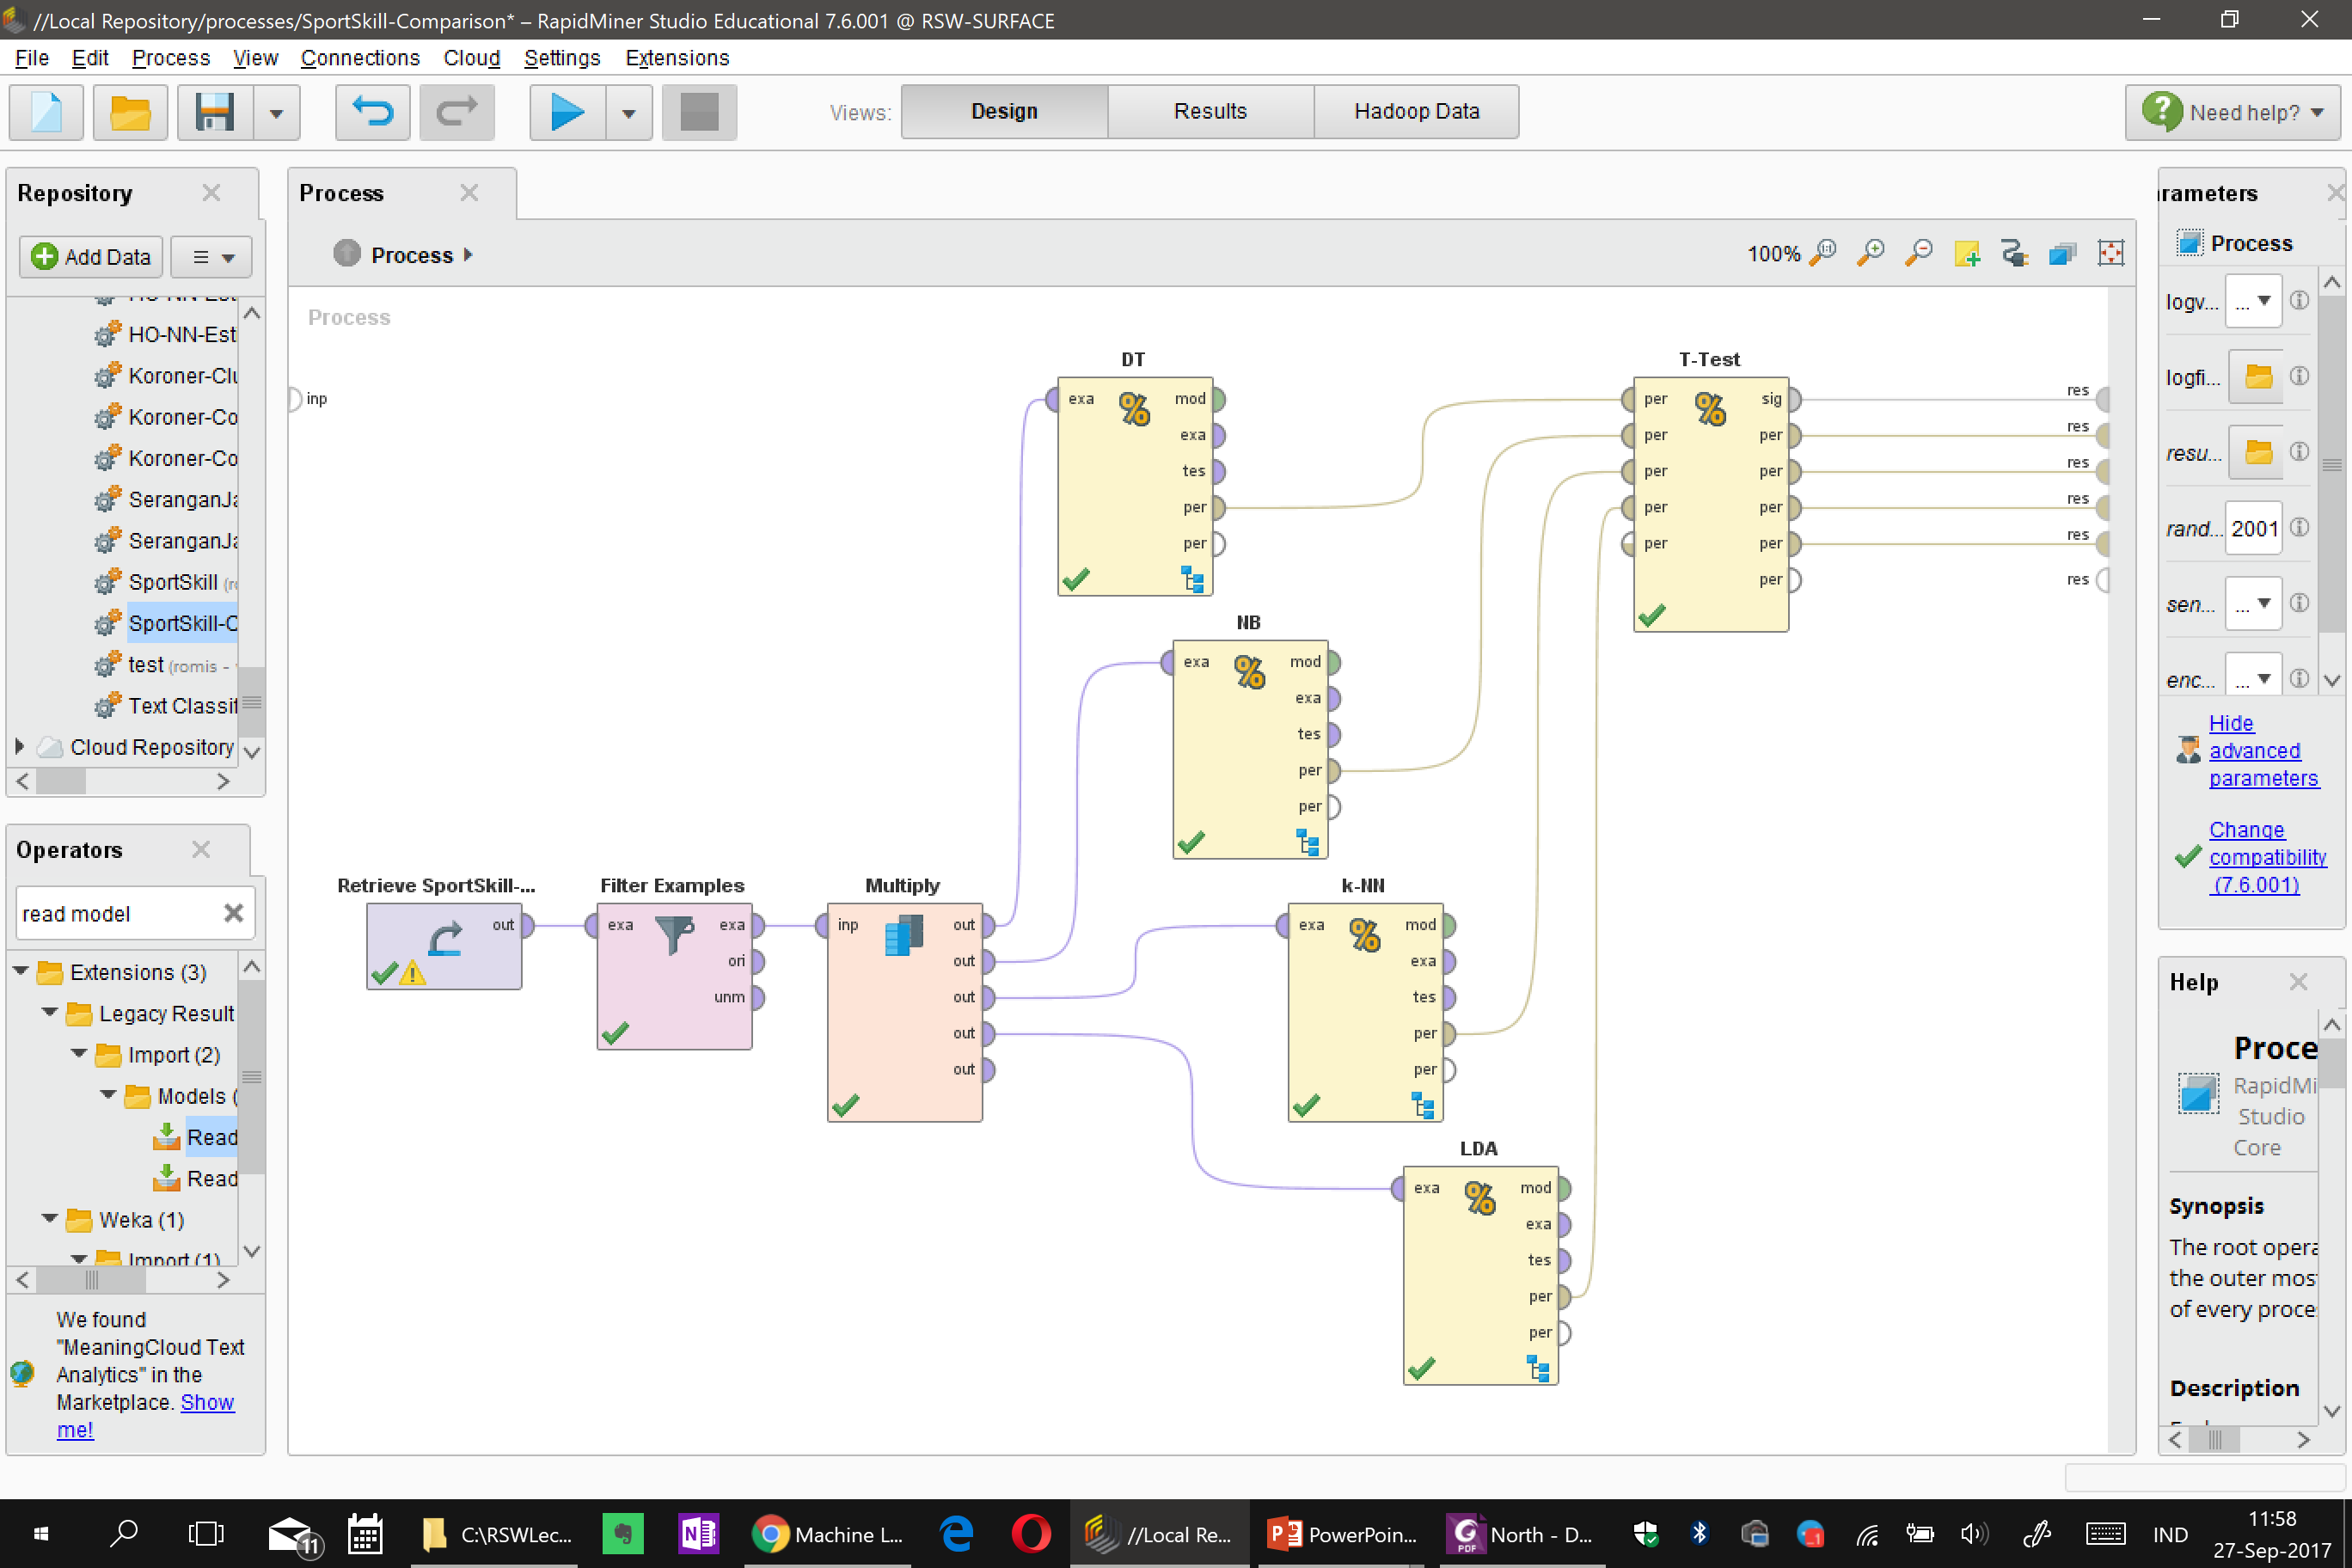 //Local Repository/processes/SportSkill-Comparison* – RapidMiner Studio Educational 7.6.001 @ RSW-SURFACE
File Edit Process View Connections Cloud Settings Extensions
Views: Design Results Hadoop Data
Need help?
Repository
Add Data
HO-NN-Est
Koroner-Clu
Koroner-Co
Koroner-Co
SeranganJa
SeranganJa
SportSkill (ro
SportSkill-C
test (romis -
Text Classif
Cloud Repository
Operators
read model
Extensions (3)
Legacy Result
Import (2)
Models (
Read
Read
Weka (1)
Import (1)
We found
"MeaningCloud Text
Analytics" in the
Marketplace. Show
me!
Process
Process
100%
Process
inp
DT
exa mod
exa
tes
per
per
T-Test
per sig
per per
per per
per per
per per
per
res
res
res
res
res
res
NB
exa mod
exa
tes
per
per
Retrieve SportSkill-...
out
Filter Examples
exa exa
ori
unm
Multiply
inp out
out
out
out
out
k-NN
exa mod
exa
tes
per
per
LDA
exa mod
exa
tes
per
per
rameters
Process
logv... ...
logfi...
resu...
rand... 2001
sen... ...
enc... ...
Hide
advanced
parameters
Change
compatibility
(7.6.001)
Help
Proce
RapidMi
Studio
Core
Synopsis
The root opera
the outer mos
of every proce
Description
11
C:\RSWLec...
Machine L...
//Local Re...
PowerPoin...
North - D...
IND
11:58
27-Sep-2017